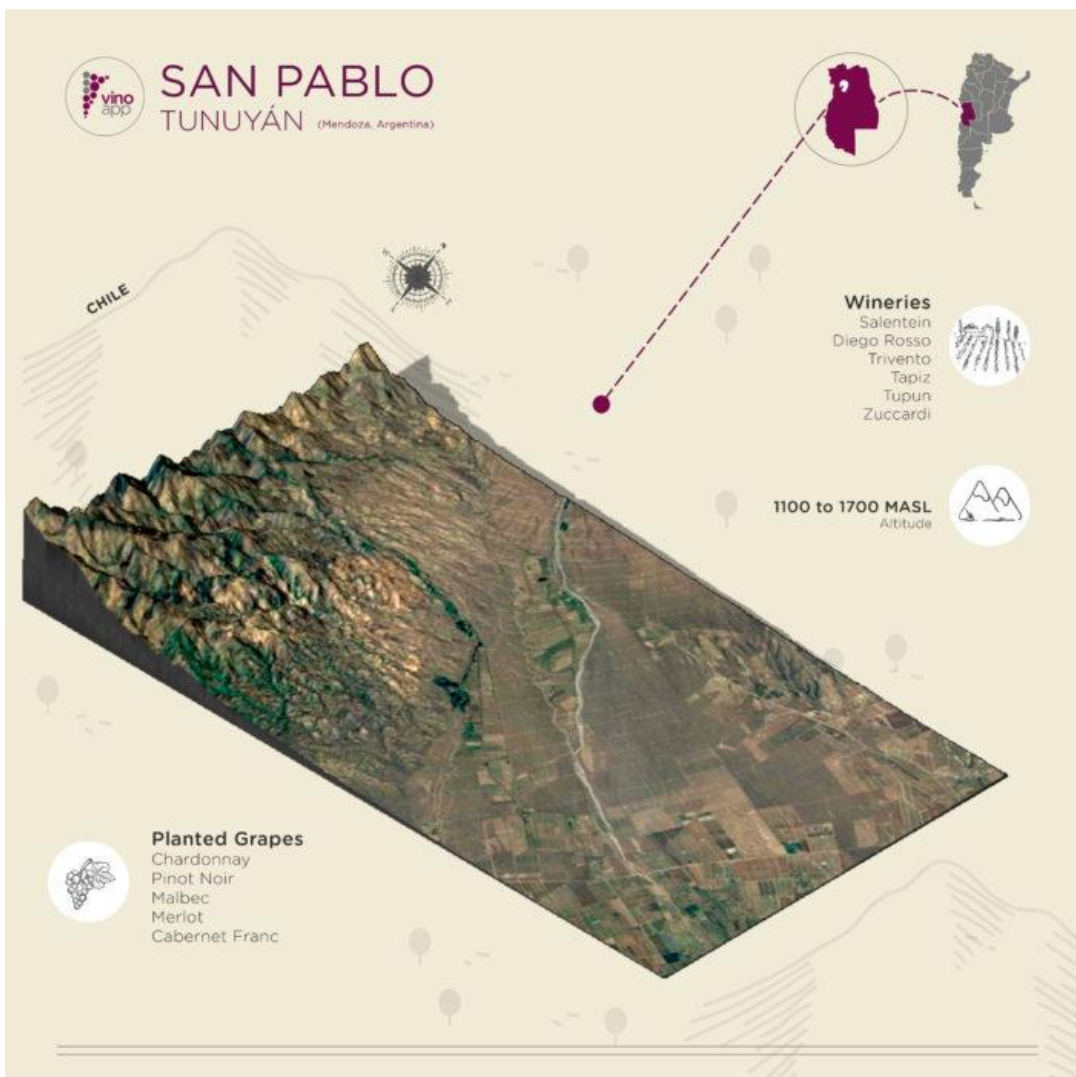 vino
app
SAN PABLO
TUNUYÁN (Mendoza, Argentina)
CHILE
Wineries
Salentein
Diego Rosso
Trivento
Tapiz
Tupun
Zuccardi
1100 to 1700 MASL
Altitude
Planted Grapes
Chardonnay
Pinot Noir
Malbec
Merlot
Cabernet Franc